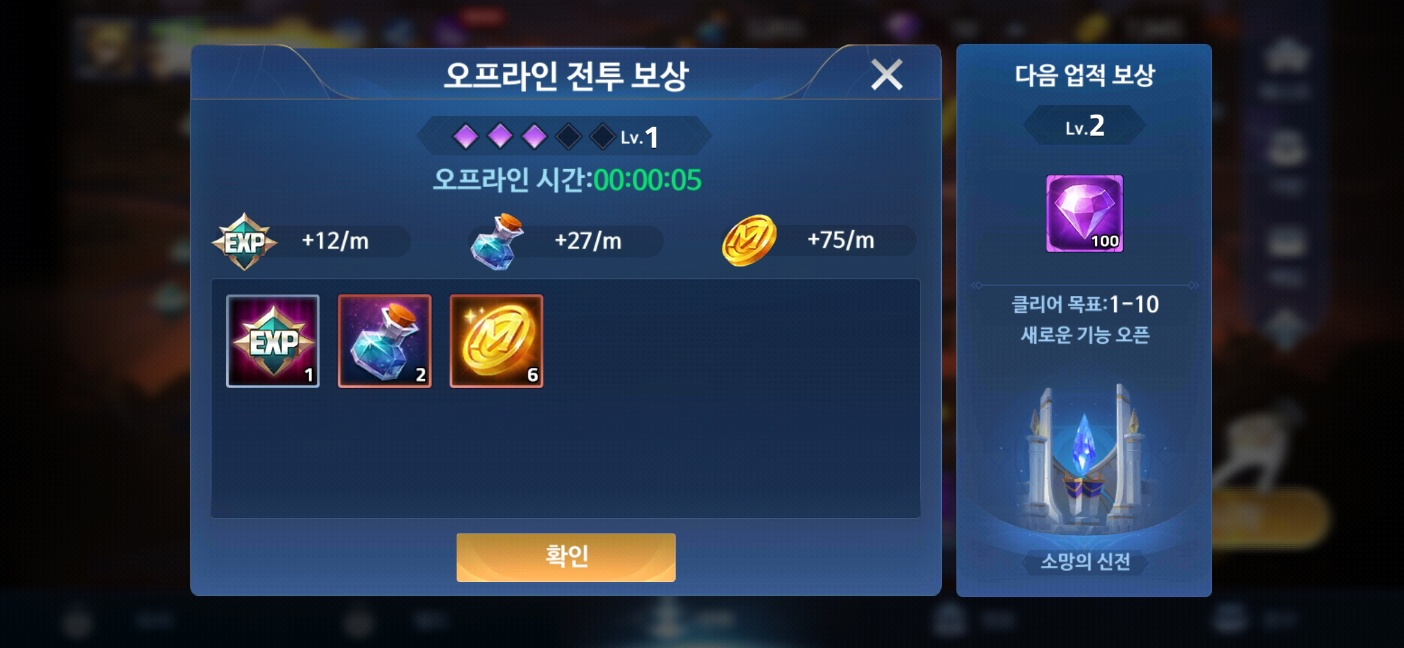 오프라인 전투 보상
Lv.1
오프라인 시간:00:00:05
EXP +12/m
+27/m
+75/m
EXP 1
2
6
확인
다음 업적 보상
Lv.2
100
클리어 목표:1-10
새로운 기능 오픈
소망의 신전